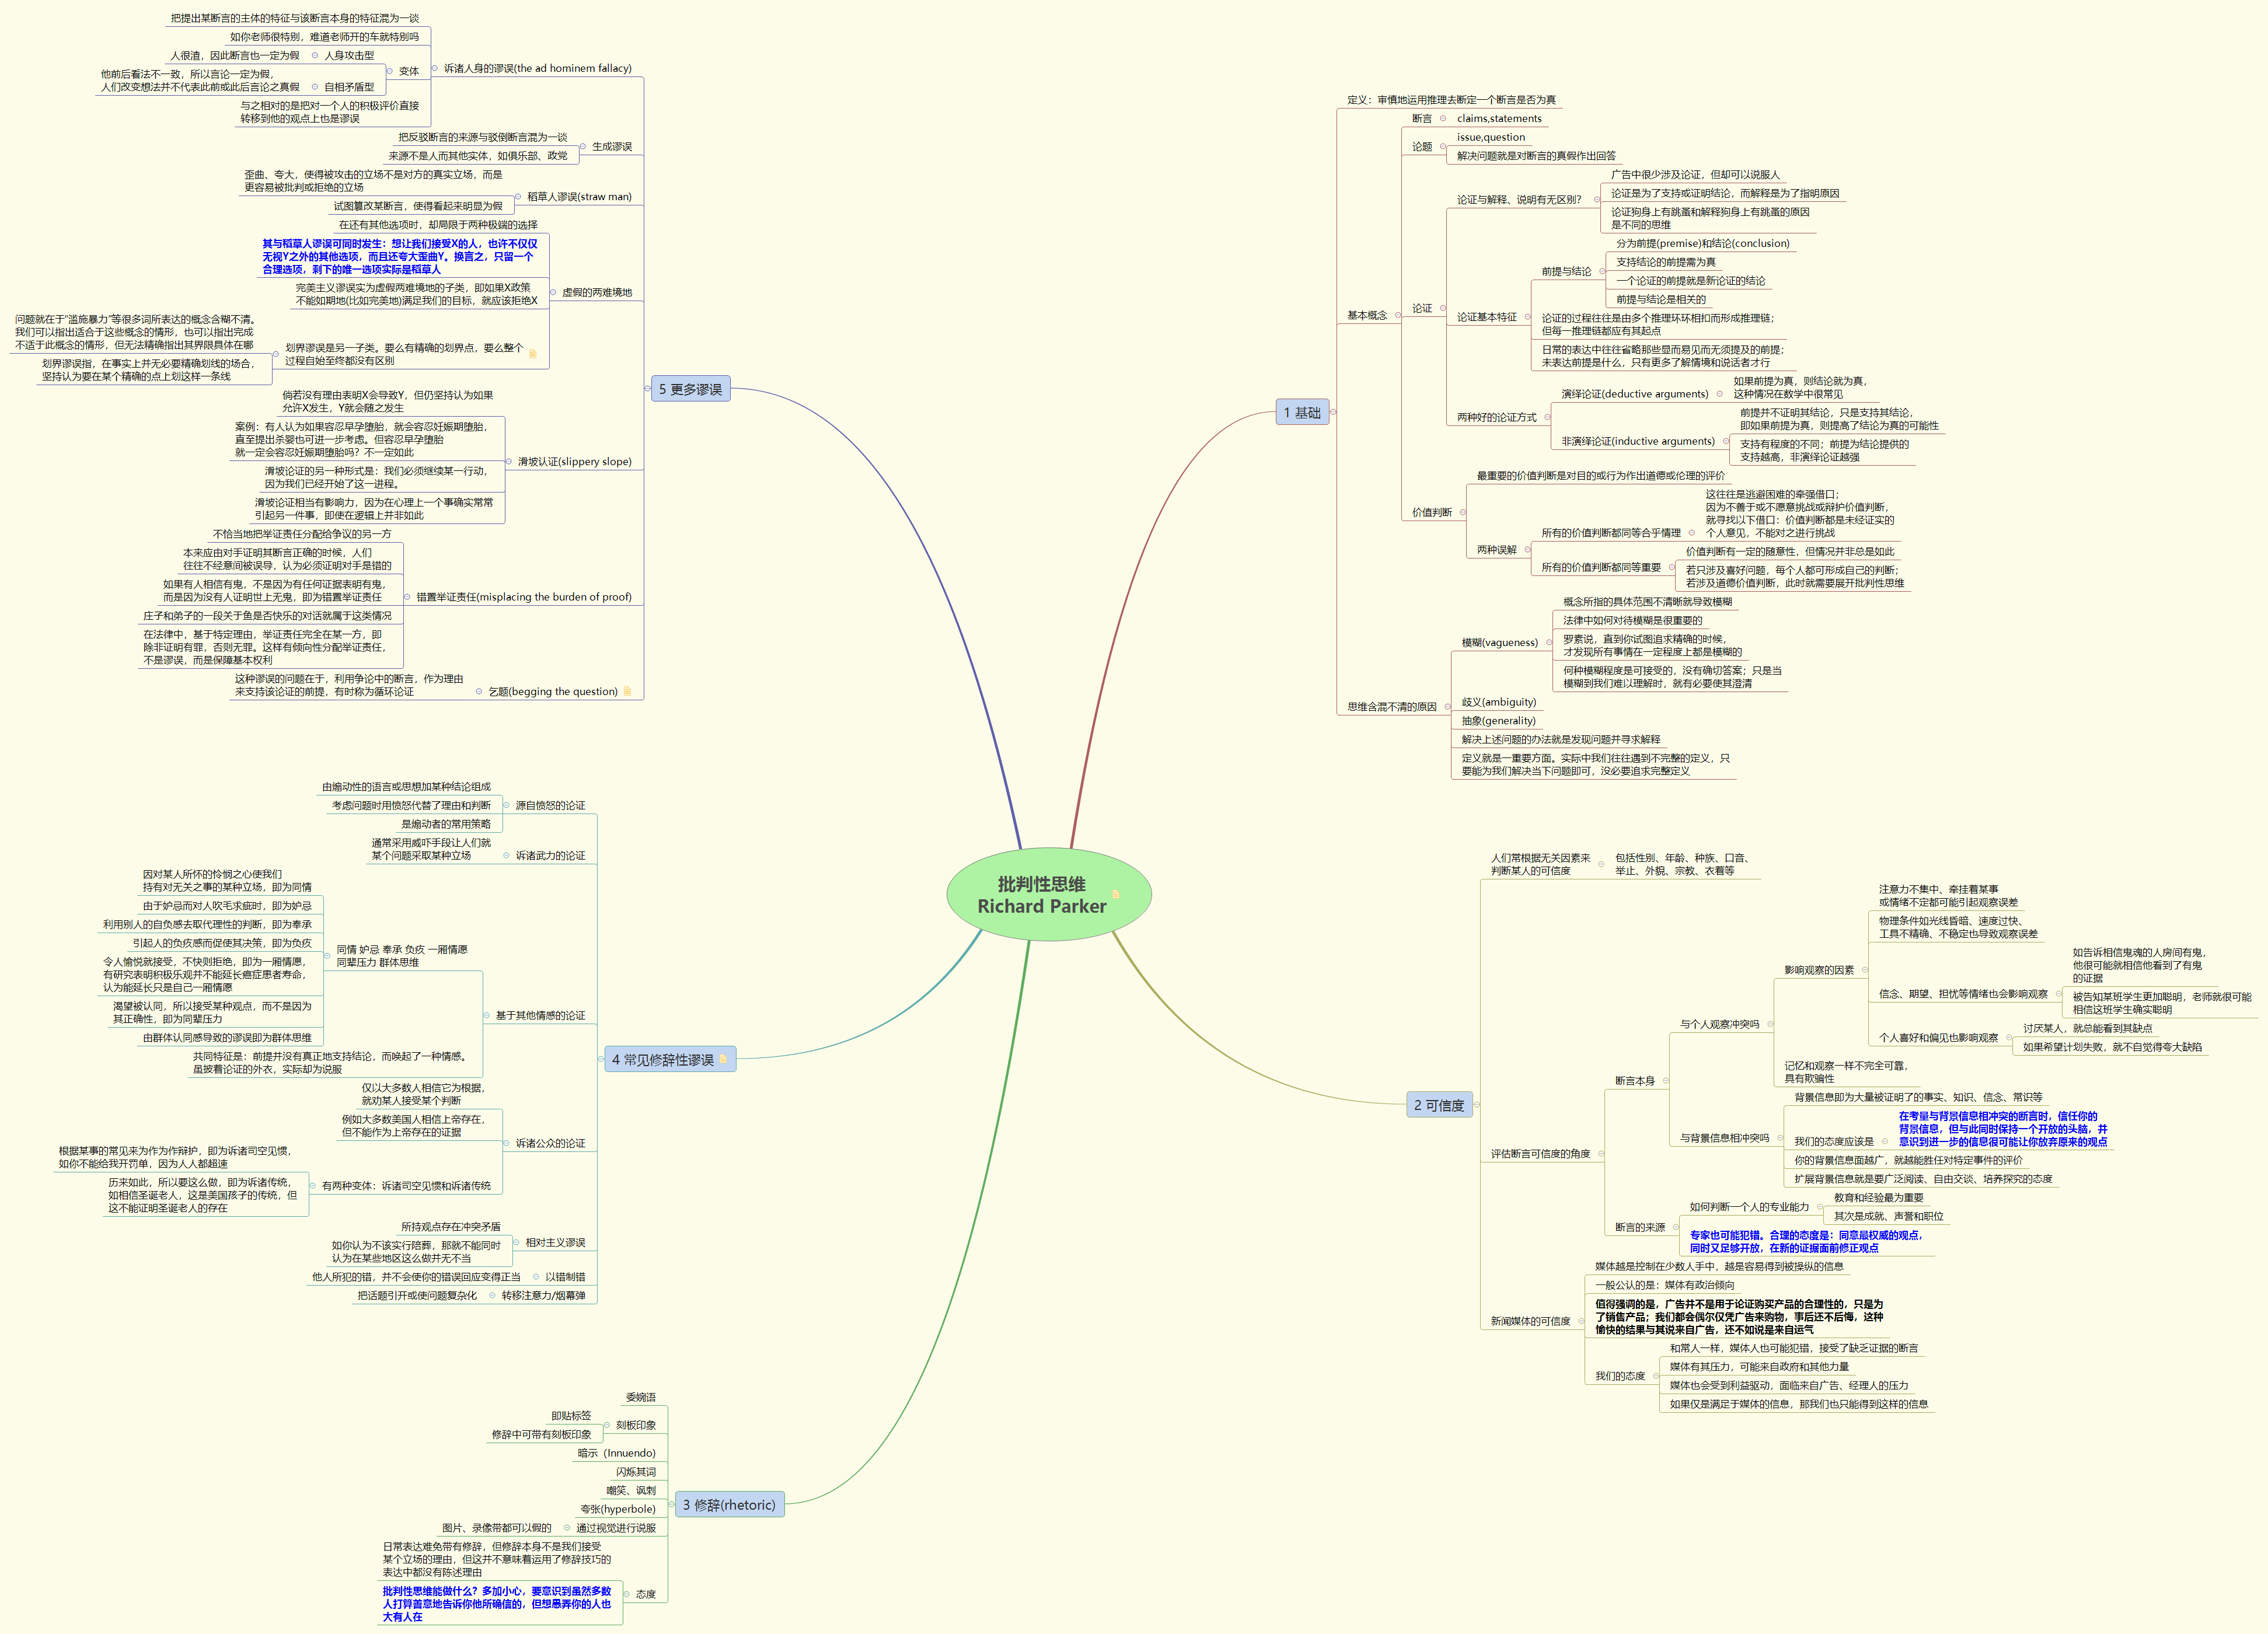 批判性思维
Richard Parker
1 基础
定义：审慎地运用推理去断定一个断言是否为真
基本概念
断言
claims,statements
论题
issue,question
解决问题就是对断言的真假作出回答
论证
论证与解释、说明有无区别？
广告中很少涉及论证，但却可以说服人
论证是为了支持或证明结论，而解释是为了指明原因
论证狗身上有跳蚤和解释狗身上有跳蚤的原因
是不同的思维
论证基本特征
前提与结论
分为前提(premise)和结论(conclusion)
支持结论的前提需为真
一个论证的前提就是新论证的结论
前提与结论是相关的
论证的过程往往是由多个推理环环相扣而形成推理链；
但每一推理链都应有其起点
日常的表达中往往省略那些显而易见而无须提及的前提；
未表达前提是什么，只有更多了解情境和说话者才行
两种好的论证方式
演绎论证(deductive arguments)
如果前提为真，则结论就为真，
这种情况在数学中很常见
非演绎论证(inductive arguments)
前提并不证明其结论，只是支持其结论，
即如果前提为真，则提高了结论为真的可能性
支持有程度的不同；前提为结论提供的
支持越高，非演绎论证越强
价值判断
最重要的价值判断是对目的或行为作出道德或伦理的评价
两种误解
所有的价值判断都同等合乎情理
这往往是逃避困难的牵强借口；
因为不善于或不愿意挑战或辩护价值判断，
就寻找以下借口：价值判断都是未经证实的
个人意见，不能对之进行挑战
所有的价值判断都同等重要
价值判断有一定的随意性，但情况并非总是如此
若只涉及喜好问题，每个人都可形成自己的判断；
若涉及道德价值判断，此时就需要展开批判性思维
思维含混不清的原因
模糊(vagueness)
概念所指的具体范围不清晰就导致模糊
法律中如何对待模糊是很重要的
罗素说，直到你试图追求精确的时候，
才发现所有事情在一定程度上都是模糊的
何种模糊程度是可接受的，没有确切答案；只是当
模糊到我们难以理解时，就有必要使其澄清
歧义(ambiguity)
抽象(generality)
解决上述问题的办法就是发现问题并寻求解释
定义就是一重要方面。实际中我们往往遇到不完整的定义，只
要能为我们解决当下问题即可，没必要追求完整定义
2 可信度
人们常根据无关因素来
判断某人的可信度
包括性别、年龄、种族、口音、
举止、外貌、宗教、衣着等
评估断言可信度的角度
断言本身
与个人观察冲突吗
影响观察的因素
注意力不集中、牵挂着某事
或情绪不定都可能引起观察误差
物理条件如光线昏暗、速度过快、
工具不精确、不稳定也导致观察误差
信念、期望、担忧等情绪也会影响观察
如告诉相信鬼魂的人房间有鬼，
他很可能就相信他看到了有鬼
的证据
被告知某班学生更加聪明，老师就很可能
相信这班学生确实聪明
个人喜好和偏见也影响观察
讨厌某人，就总能看到其缺点
如果希望计划失败，就不自觉得夸大缺陷
记忆和观察一样不完全可靠，
具有欺骗性
与背景信息相冲突吗
背景信息即为大量被证明了的事实、知识、信念、常识等
我们的态度应该是
在考量与背景信息相冲突的断言时，信任你的
背景信息，但与此同时保持一个开放的头脑，并
意识到进一步的信息很可能让你放弃原来的观点
你的背景信息面越广，就越能胜任对特定事件的评价
扩展背景信息就是要广泛阅读、自由交谈、培养探究的态度
断言的来源
如何判断一个人的专业能力
教育和经验最为重要
其次是成就、声誉和职位
专家也可能犯错。合理的态度是：同意最权威的观点，
同时又足够开放，在新的证据面前修正观点
新闻媒体的可信度
媒体越是控制在少数人手中，越是容易得到被操纵的信息
一般公认的是：媒体有政治倾向
值得强调的是，广告并不是用于论证购买产品的合理性的，只是为
了销售产品；我们都会偶尔仅凭广告来购物，事后还不后悔，这种
愉快的结果与其说来自广告，还不如说是来自运气
我们的态度
和常人一样，媒体人也可能犯错，接受了缺乏证据的断言
媒体有其压力，可能来自政府和其他力量
媒体也会受到利益驱动，面临来自广告、经理人的压力
如果仅是满足于媒体的信息，那我们也只能得到这样的信息
3 修辞(rhetoric)
委婉语
刻板印象
即贴标签
修辞中可带有刻板印象
暗示（Innuendo)
闪烁其词
嘲笑、讽刺
夸张(hyperbole)
通过视觉进行说服
图片、录像带都可以假的
态度
日常表达难免带有修辞，但修辞本身不是我们接受
某个立场的理由，但这并不意味着运用了修辞技巧的
表达中都没有陈述理由
批判性思维能做什么？多加小心，要意识到虽然多数
人打算善意地告诉你他所确信的，但想愚弄你的人也
大有人在
4 常见修辞性谬误
源自愤怒的论证
由煽动性的语言或思想加某种结论组成
考虑问题时用愤怒代替了理由和判断
是煽动者的常用策略
诉诸武力的论证
通常采用威吓手段让人们就
某个问题采取某种立场
基于其他情感的论证
同情 妒忌 奉承 负疚 一厢情愿
同辈压力 群体思维
因对某人所怀的怜悯之心使我们
持有对无关之事的某种立场，即为同情
由于妒忌而对人吹毛求疵时，即为妒忌
利用别人的自负感去取代理性的判断，即为奉承
引起人的负疚感而促使其决策，即为负疚
令人愉悦就接受，不快则拒绝，即为一厢情愿，
有研究表明积极乐观并不能延长癌症患者寿命，
认为能延长只是自己一厢情愿
渴望被认同，所以接受某种观点，而不是因为
其正确性，即为同辈压力
由群体认同感导致的谬误即为群体思维
共同特征是：前提并没有真正地支持结论，而唤起了一种情感。
虽披着论证的外衣，实际却为说服
诉诸公众的论证
仅以大多数人相信它为根据，
就劝某人接受某个判断
例如大多数美国人相信上帝存在，
但不能作为上帝存在的证据
有两种变体：诉诸司空见惯和诉诸传统
根据某事的常见来为作为作辩护，即为诉诸司空见惯，
如你不能给我开罚单，因为人人都超速
历来如此，所以要这么做，即为诉诸传统，
如相信圣诞老人，这是美国孩子的传统，但
这不能证明圣诞老人的存在
相对主义谬误
所持观点存在冲突矛盾
如你认为不该实行陪葬，那就不能同时
认为在某些地区这么做并无不当
以错制错
他人所犯的错，并不会使你的错误回应变得正当
转移注意力/烟幕弹
把话题引开或使问题复杂化
5 更多谬误
诉诸人身的谬误(the ad hominem fallacy)
把提出某断言的主体的特征与该断言本身的特征混为一谈
如你老师很特别，难道老师开的车就特别吗
变体
人身攻击型
人很渣，因此断言也一定为假
自相矛盾型
他前后看法不一致，所以言论一定为假，
人们改变想法并不代表此前或此后言论之真假
与之相对的是把对一个人的积极评价直接
转移到他的观点上也是谬误
生成谬误
把反驳断言的来源与驳倒断言混为一谈
来源不是人而其他实体，如俱乐部、政党
稻草人谬误(straw man)
歪曲、夸大，使得被攻击的立场不是对方的真实立场，而是
更容易被批判或拒绝的立场
试图篡改某断言，使得看起来明显为假
虚假的两难境地
在还有其他选项时，却局限于两种极端的选择
其与稻草人谬误可同时发生：想让我们接受X的人，也许不仅仅
无视Y之外的其他选项，而且还夸大歪曲Y。换言之，只留一个
合理选项，剩下的唯一选项实际是稻草人
完美主义谬误实为虚假两难境地的子类，即如果X政策
不能如期地(比如完美地)满足我们的目标，就应该拒绝X
划界谬误是另一子类。要么有精确的划界点，要么整个
过程自始至终都没有区别
问题就在于“滥施暴力”等很多词所表达的概念含糊不清。
我们可以指出适合于这些概念的情形，也可以指出完成
不适于此概念的情形，但无法精确指出其界限具体在哪
划界谬误指，在事实上并无必要精确划线的场合，
坚持认为要在某个精确的点上划这样一条线
滑坡认证(slippery slope)
倘若没有理由表明X会导致Y，但仍坚持认为如果
允许X发生，Y就会随之发生
案例：有人认为如果容忍早孕堕胎，就会容忍妊娠期堕胎，
直至提出杀婴也可进一步考虑。但容忍早孕堕胎
就一定会容忍妊娠期堕胎吗？不一定如此
滑坡论证的另一种形式是：我们必须继续某一行动，
因为我们已经开始了这一进程。
滑坡论证相当有影响力，因为在心理上一个事确实常常
引起另一件事，即使在逻辑上并非如此
错置举证责任(misplacing the burden of proof)
不恰当地把举证责任分配给争议的另一方
本来应由对手证明其断言正确的时候，人们
往往不经意间被误导，认为必须证明对手是错的
如果有人相信有鬼，不是因为有任何证据表明有鬼，
而是因为没有人证明世上无鬼，即为错置举证责任
庄子和弟子的一段关于鱼是否快乐的对话就属于这类情况
在法律中，基于特定理由，举证责任完全在某一方，即
除非证明有罪，否则无罪。这样有倾向性分配举证责任，
不是谬误，而是保障基本权利
乞题(begging the question)
这种谬误的问题在于，利用争论中的断言，作为理由
来支持该论证的前提，有时称为循环论证